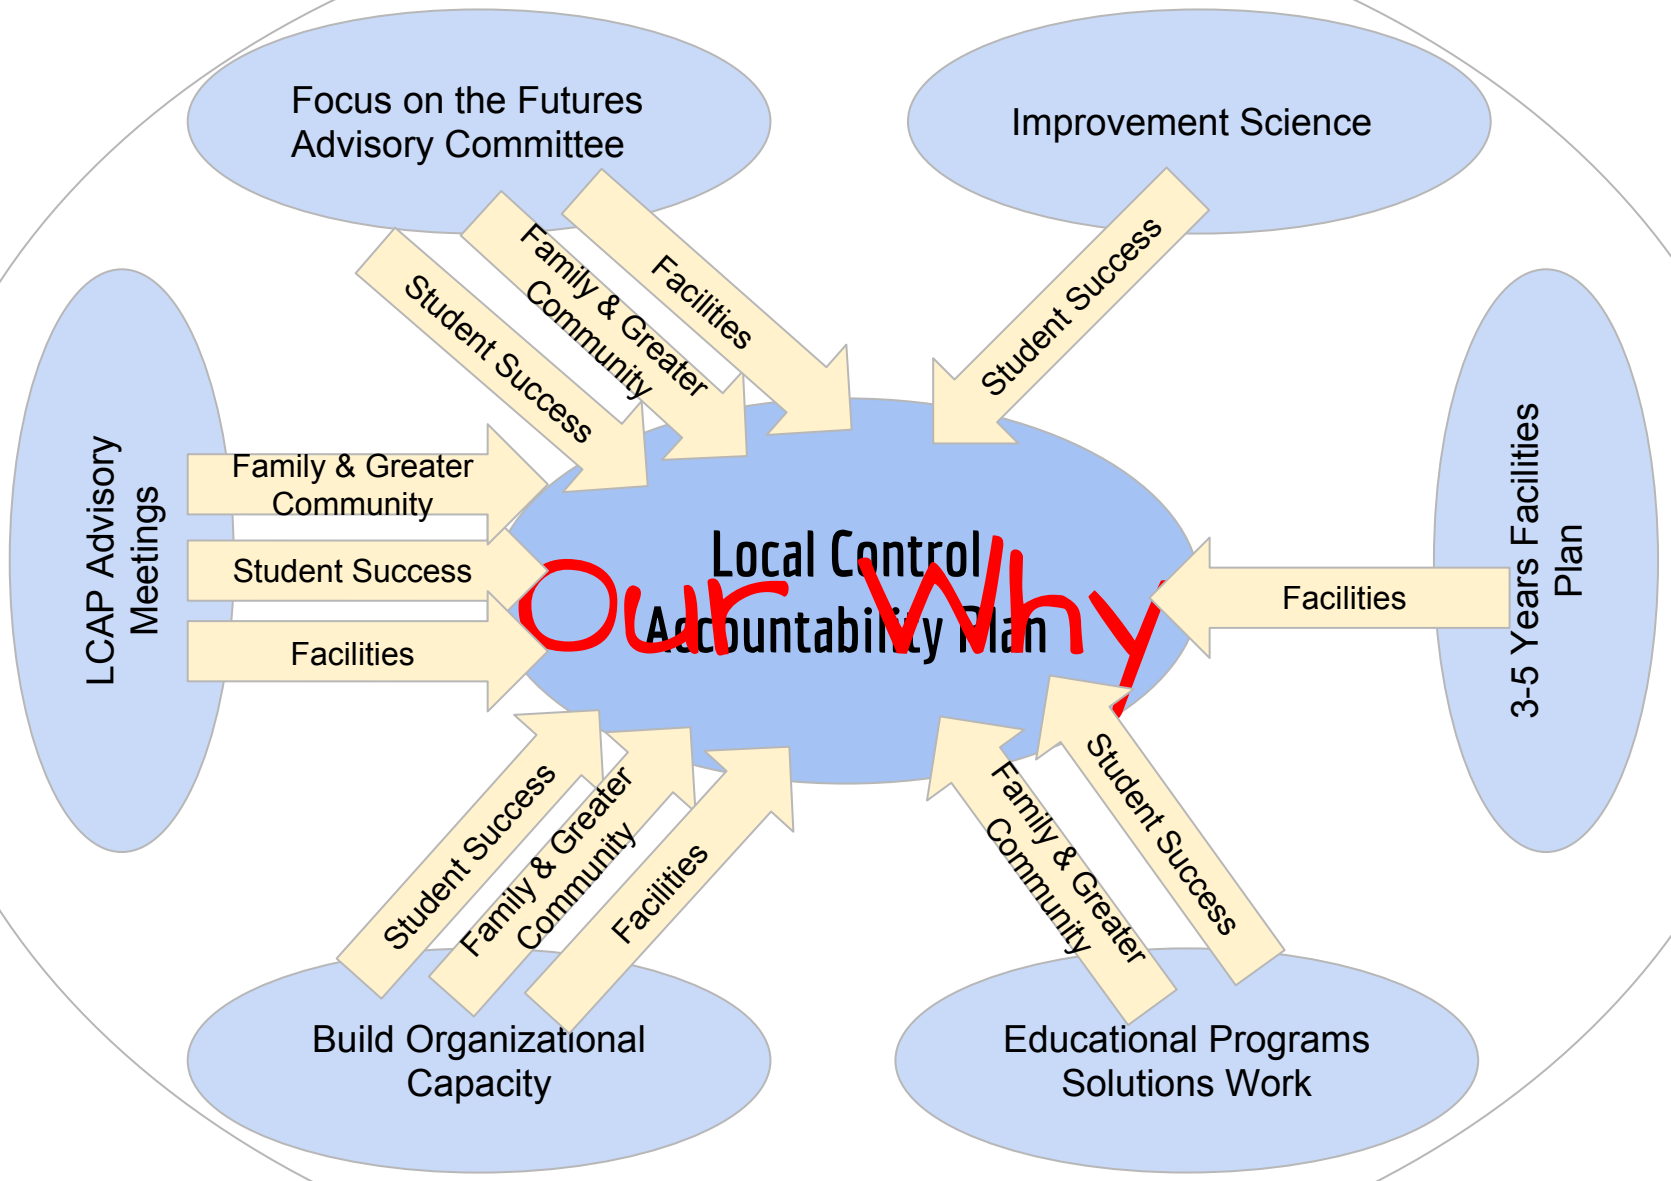 Focus on the Futures
Advisory Committee
Improvement Science
Student Success
Family & Greater
Community
Facilities
Student Success
LCAP Advisory
Meetings
Family & Greater
Community
Student Success
Facilities
Local Control
Accountability Plan
Our Why
Facilities
3-5 Years Facilities
Plan
Student Success
Family & Greater
Community
Facilities
Family & Greater
Community
Student Success
Build Organizational
Capacity
Educational Programs
Solutions Work